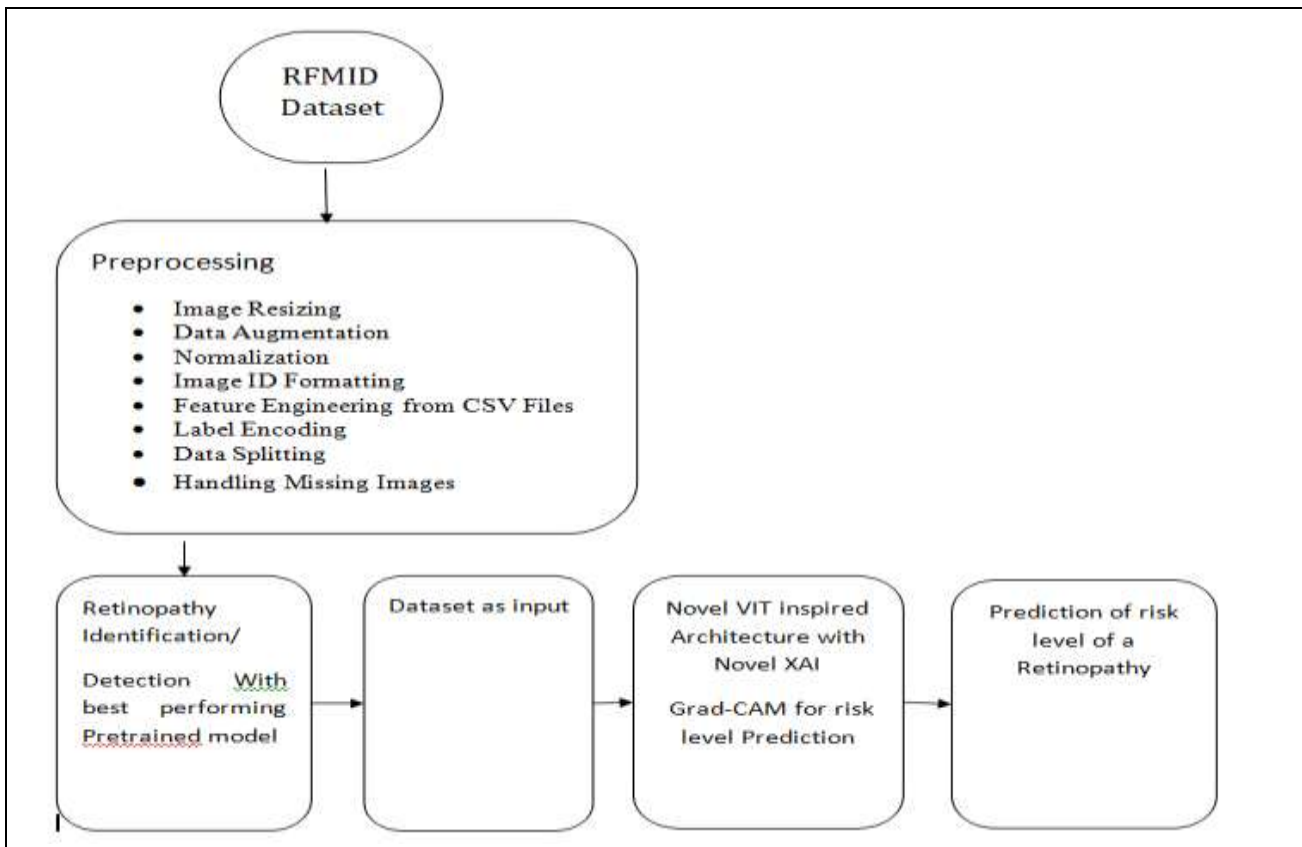 RFMID
Dataset
Preprocessing
• Image Resizing
• Data Augmentation
• Normalization
• Image ID Formatting
• Feature Engineering from CSV Files
• Label Encoding
• Data Splitting
• Handling Missing Images
Retinopathy
Identification/
Detection With
best performing
Pretrained model
Dataset as input
Novel VIT inspired
Architecture with
Novel XAI
Grad-CAM for risk
level Prediction
Prediction of risk
level of a
Retinopathy